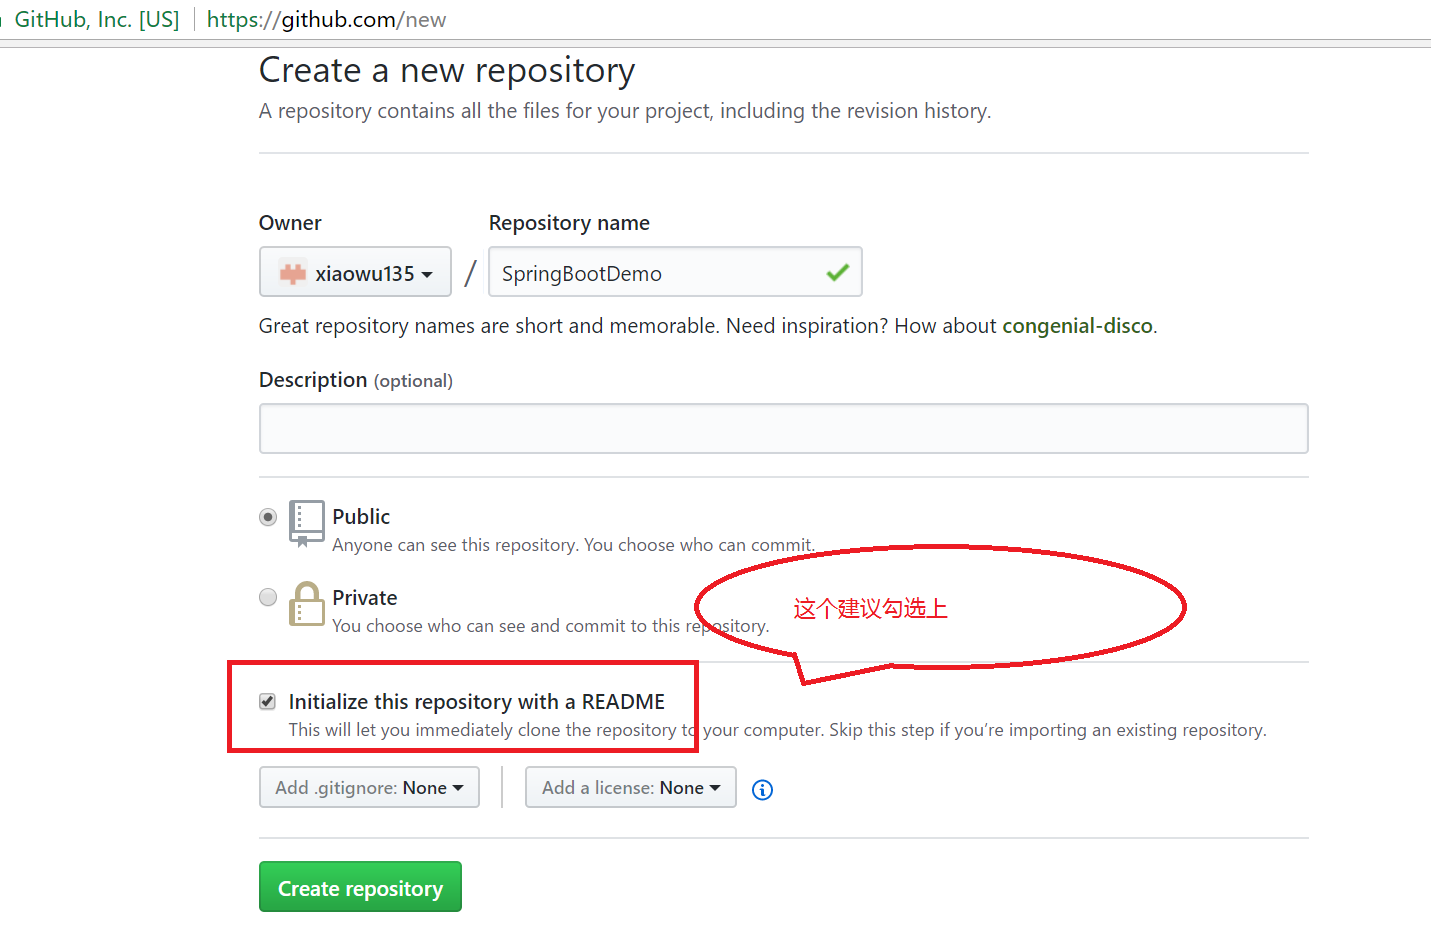 GitHub, Inc. [US] https://github.com/new
Create a new repository
A repository contains all the files for your project, including the revision history.
Owner
Repository name
xiaowu135 / SpringBootDemo
Great repository names are short and memorable. Need inspiration? How about congenial-disco.
Description (optional)
Public
Anyone can see this repository. You choose who can commit.
Private
You choose who can see and commit to this repository.
这个建议勾选上
Initialize this repository with a README
This will let you immediately clone the repository to your computer. Skip this step if you’re importing an existing repository.
Add .gitignore: None
Add a license: None
Create repository